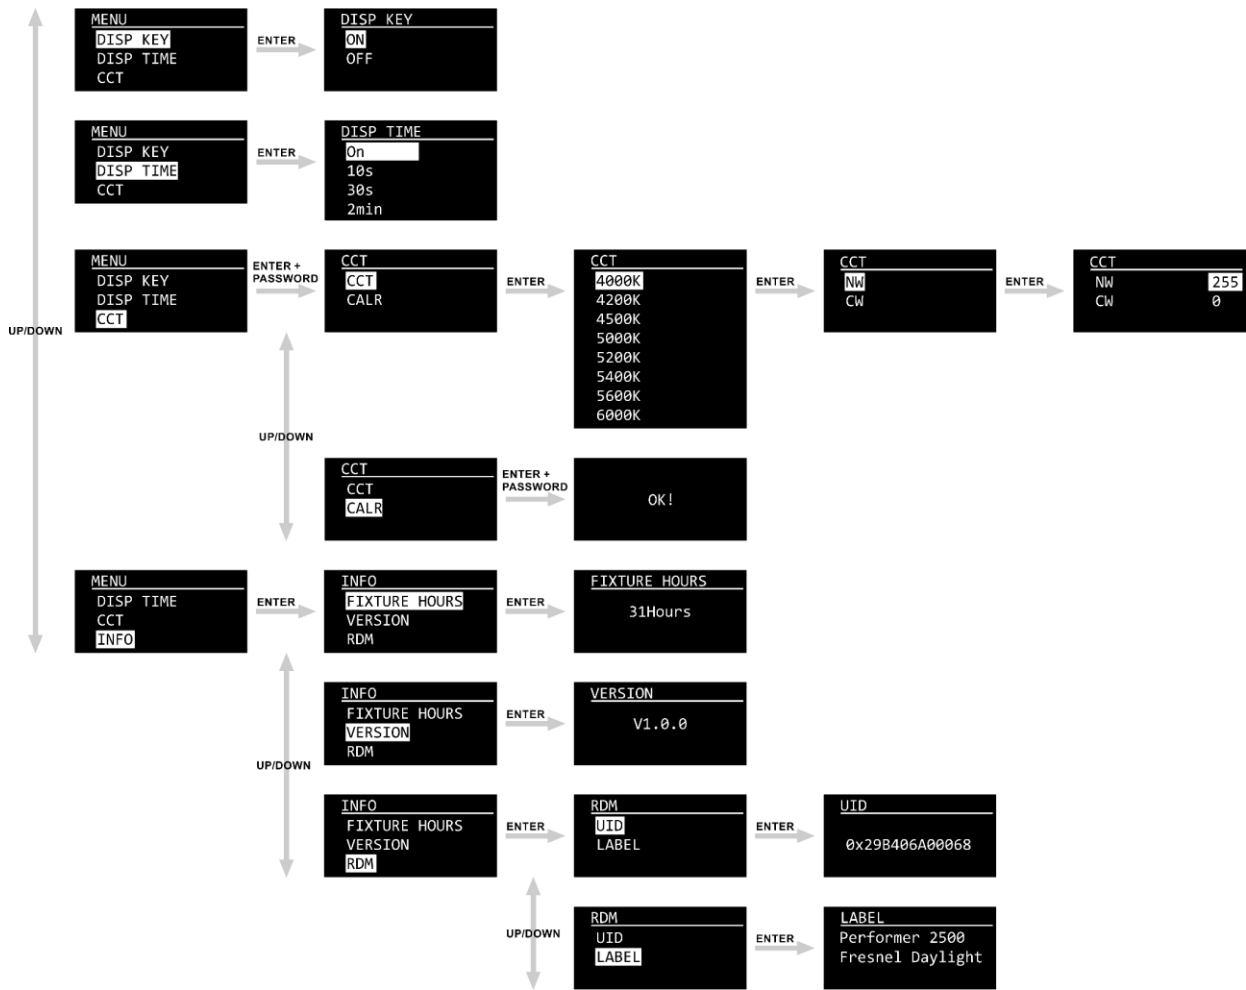 MENU
DISP KEY
DISP TIME
CCT
ENTER
DISP KEY
ON
OFF
MENU
DISP KEY
DISP TIME
CCT
ENTER
DISP TIME
On
10s
30s
2min
UP/DOWN
MENU
DISP KEY
DISP TIME
CCT
ENTER +
PASSWORD
CCT
CCT
CALR
ENTER
CCT
4000K
4200K
4500K
5000K
5200K
5400K
5600K
6000K
ENTER
CCT
NW
CW
ENTER
CCT
NW 255
CW 0
UP/DOWN
CCT
CCT
CALR
ENTER +
PASSWORD
OK!
MENU
DISP TIME
CCT
INFO
ENTER
INFO
FIXTURE HOURS
VERSION
RDM
ENTER
FIXTURE HOURS
31Hours
UP/DOWN
INFO
FIXTURE HOURS
VERSION
RDM
ENTER
VERSION
V1.0.0
INFO
FIXTURE HOURS
VERSION
RDM
ENTER
RDM
UID
LABEL
ENTER
UID
0x29B406A00068
UP/DOWN
RDM
UID
LABEL
ENTER
LABEL
Performer 2500
Fresnel Daylight